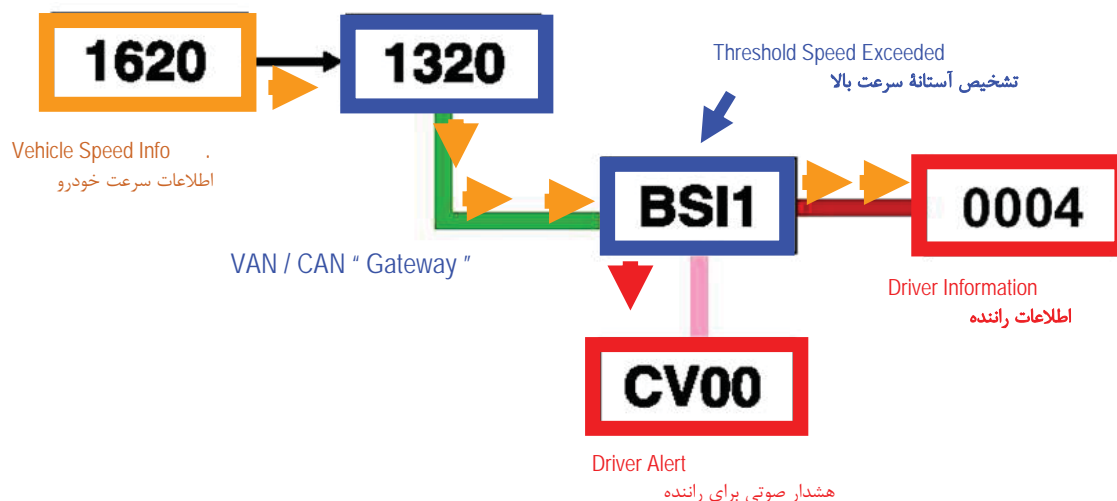 1620
1320
Threshold Speed Exceeded
تشخیص آستانۀ سرعت بالا
Vehicle Speed Info .
اطلاعات سرعت خودرو
BSI1
0004
VAN / CAN “ Gateway ”
Driver Information
اطلاعات راننده
CV00
Driver Alert
هشدار صوتی برای راننده